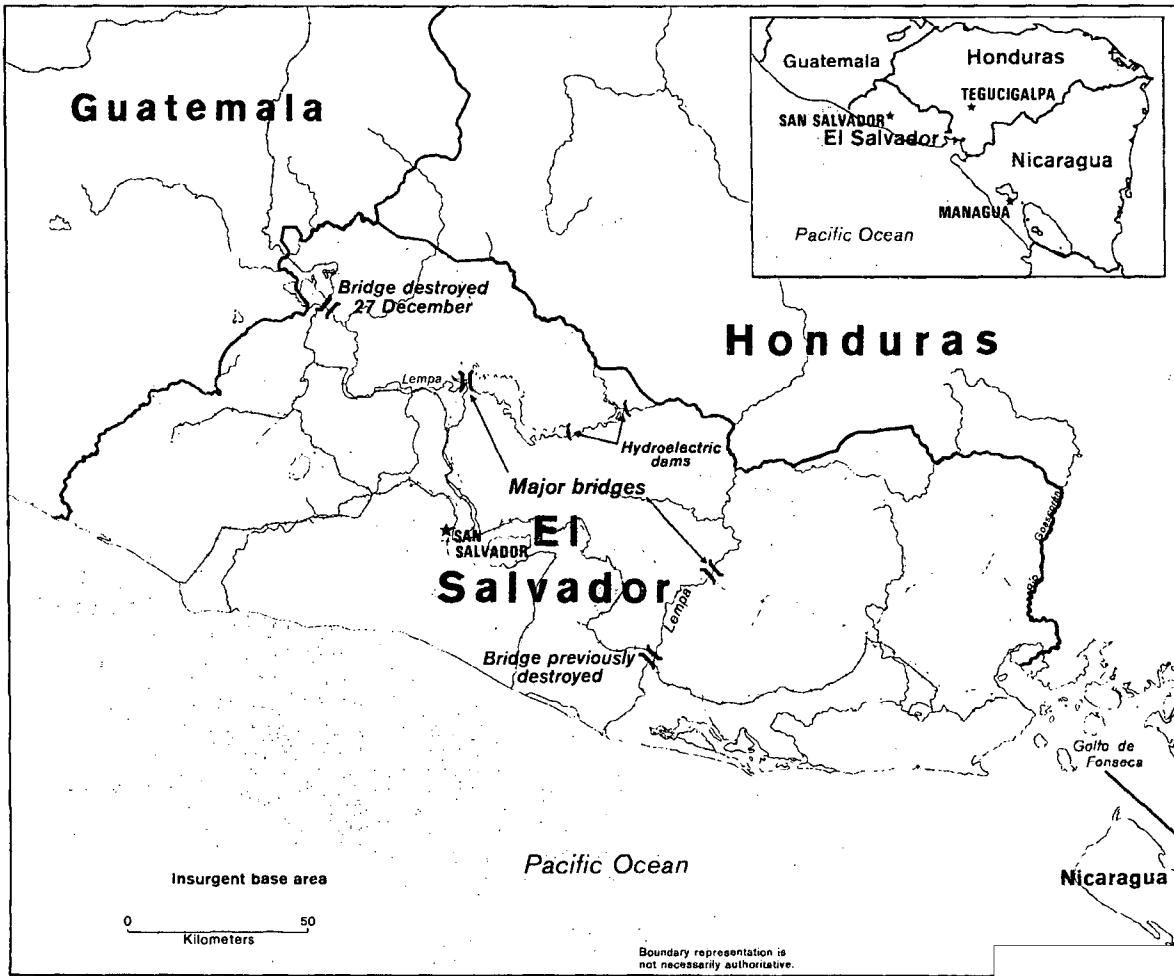 Guatemala
Guatemala
Honduras
TEGUCIGALPA
SAN SALVADOR
El Salvador
Nicaragua
MANAGUA
Pacific Ocean
Bridge destroyed
27 December
Honduras
Lempa
Hydroelectric
dams
Major bridges
SAN
SALVADOR
El
Salvador
Lempa
Río
Goascorán
Bridge previously
destroyed
Golfo de
Fonseca
Pacific Ocean
Nicaragua
Insurgent base area
0
50
Kilometers
Boundary representation is
not necessarily authoritative.